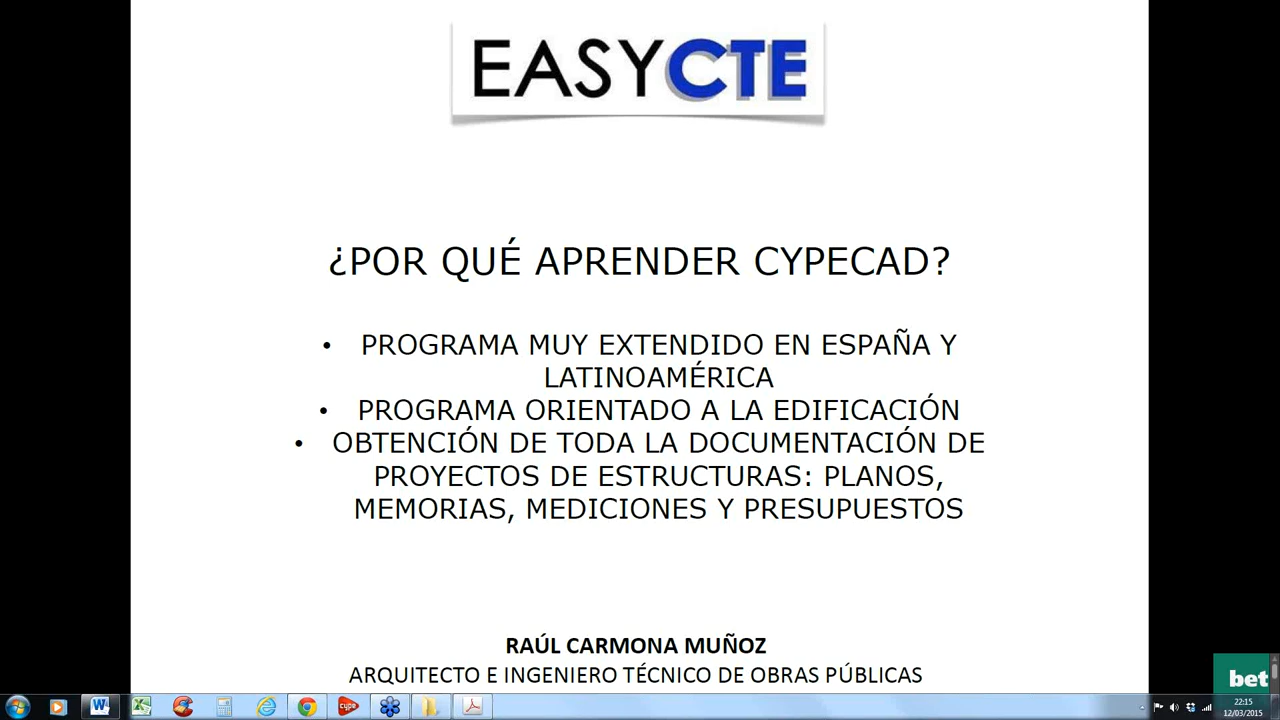 EASYCTE
¿POR QUÉ APRENDER CYPECAD?
• PROGRAMA MUY EXTENDIDO EN ESPAÑA Y
LATINOAMÉRICA
• PROGRAMA ORIENTADO A LA EDIFICACIÓN
• OBTENCIÓN DE TODA LA DOCUMENTACIÓN DE
PROYECTOS DE ESTRUCTURAS: PLANOS,
MEMORIAS, MEDICIONES Y PRESUPUESTOS
RAÚL CARMONA MUÑOZ
ARQUITECTO E INGENIERO TÉCNICO DE OBRAS PÚBLICAS
bet
cype
22:15
12/03/2015